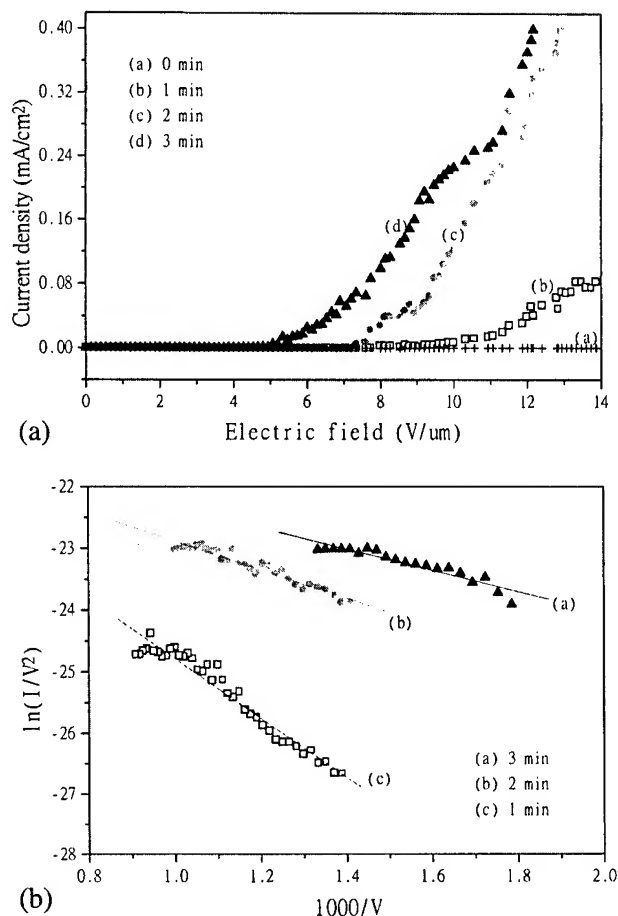 0.40
0.32
0.24
0.16
0.08
0.00
Current density (mA/cm²)
(a) 0 min
(b) 1 min
(c) 2 min
(d) 3 min
(d)
(c)
(b)
(a)
0 2 4 6 8 10 12 14
Electric field (V/um)
(a)
-22
-23
-24
-25
-26
-27
-28
ln(I/V²)
(a)
(b)
(c)
(a) 3 min
(b) 2 min
(c) 1 min
0.8 1.0 1.2 1.4 1.6 1.8 2.0
1000/V
(b)